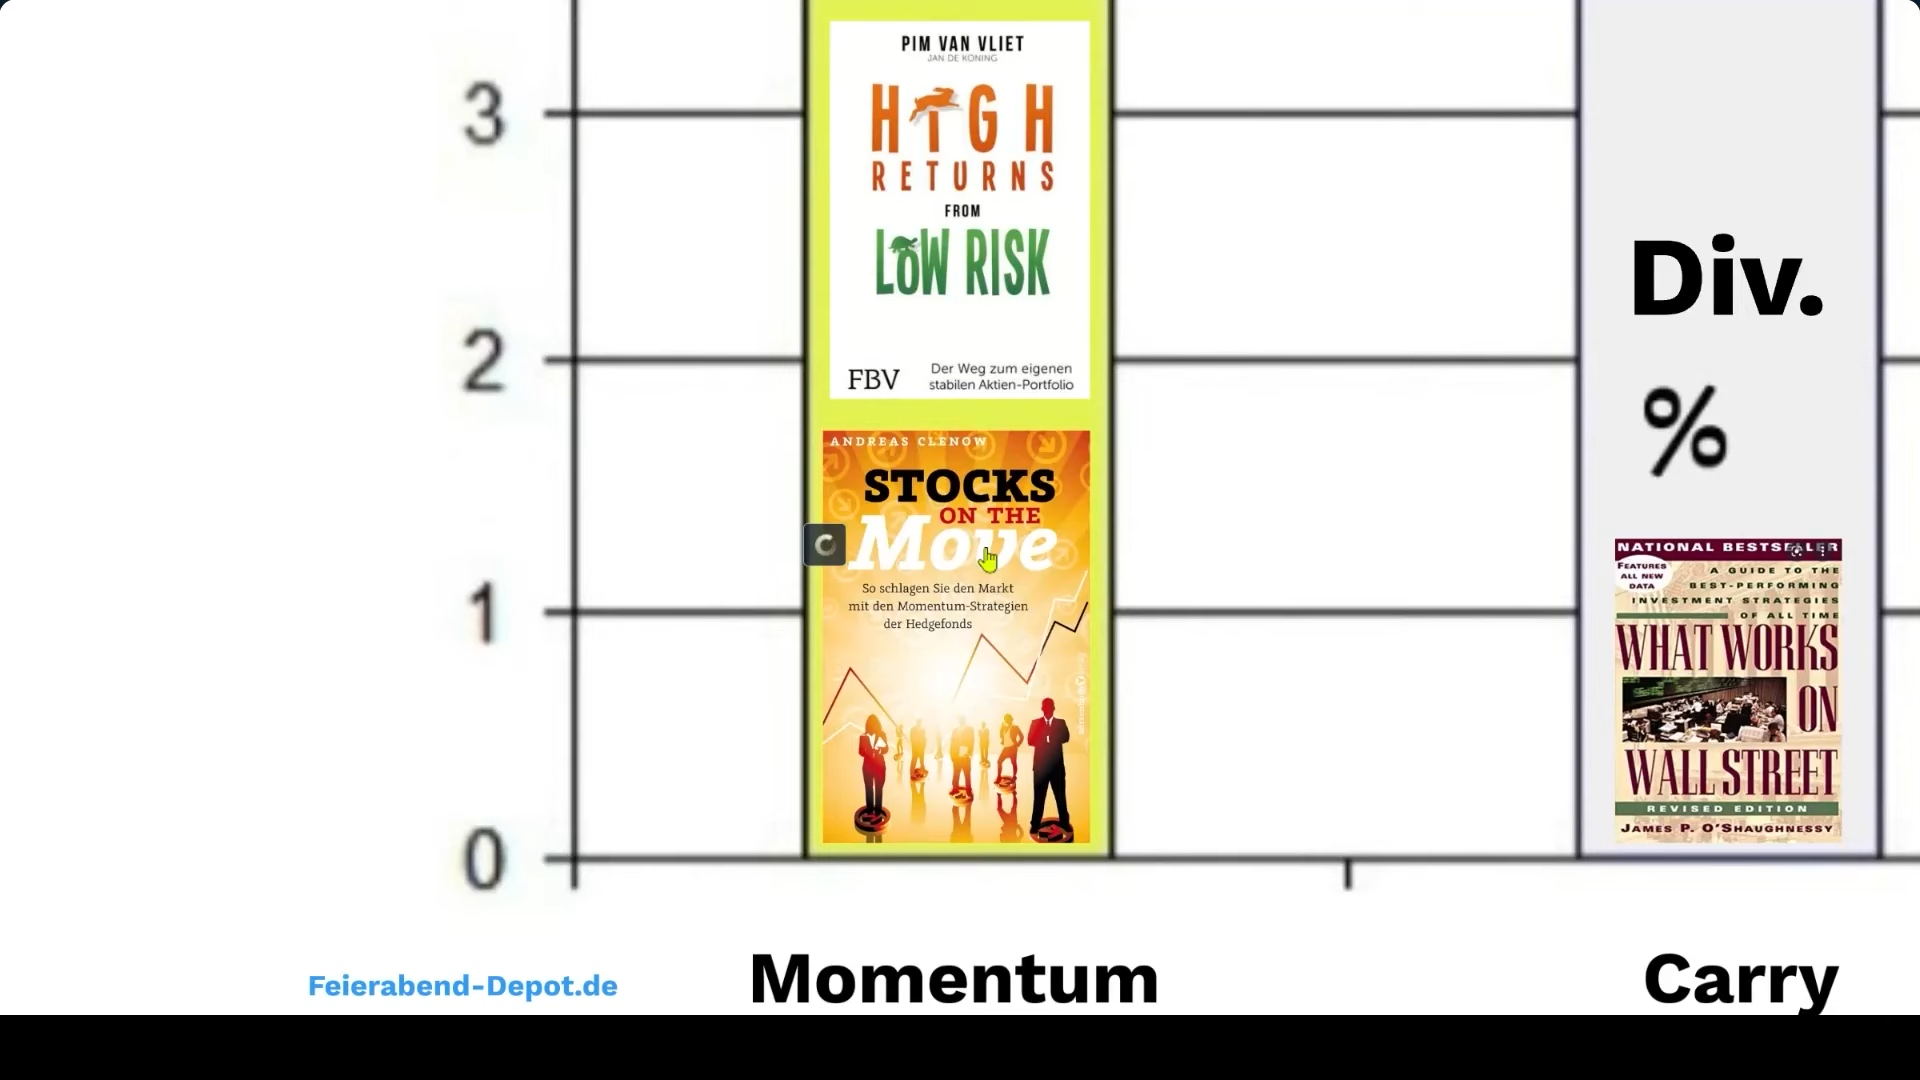 3
2
1
0
PIM VAN VLIET
JAN DE KONING
HIGH
RETURNS
FROM
LOW RISK
FBV
Der Weg zum eigenen
stabilen Aktien-Portfolio
ANDREAS CLENOW
STOCKS
ON THE
Move
So schlagen Sie den Markt
mit den Momentum-Strategien
der Hedgefonds
Div.
%
NATIONAL BESTSELLER
FEATURES
ALL NEW
DATA
A GUIDE TO THE
BEST-PERFORMING
INVESTMENT STRATEGIES
OF ALL TIME
WHAT WORKS
ON
WALL STREET
REVISED EDITION
JAMES P. O'SHAUGHNESSY
Feierabend-Depot.de
Momentum
Carry